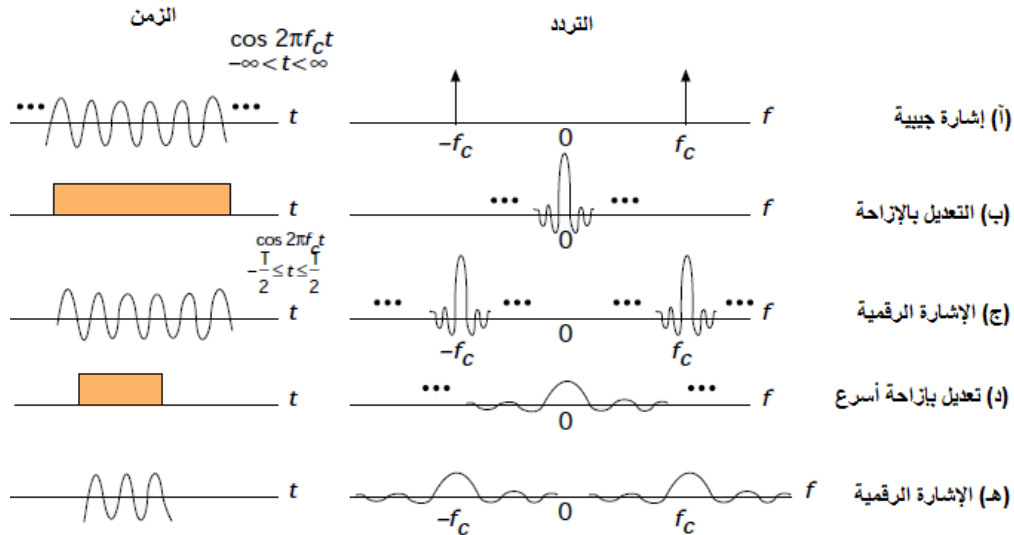 الزمن
التردد
cos 2πf_c t
−∞ < t < ∞
••• ••• t
−f_c 0 f_c f
(آ) إشارة جيبية
t
••• ••• 0 f
(ب) التعديل بالإزاحة
cos 2πf_c t
−T/2 ≤ t ≤ T/2
t
••• ••• ••• •••
−f_c 0 f_c f
(ج) الإشارة الرقمية
t
••• ••• 0 f
(د) تعديل بإزاحة أسرع
t
−f_c 0 f_c f
(هـ) الإشارة الرقمية